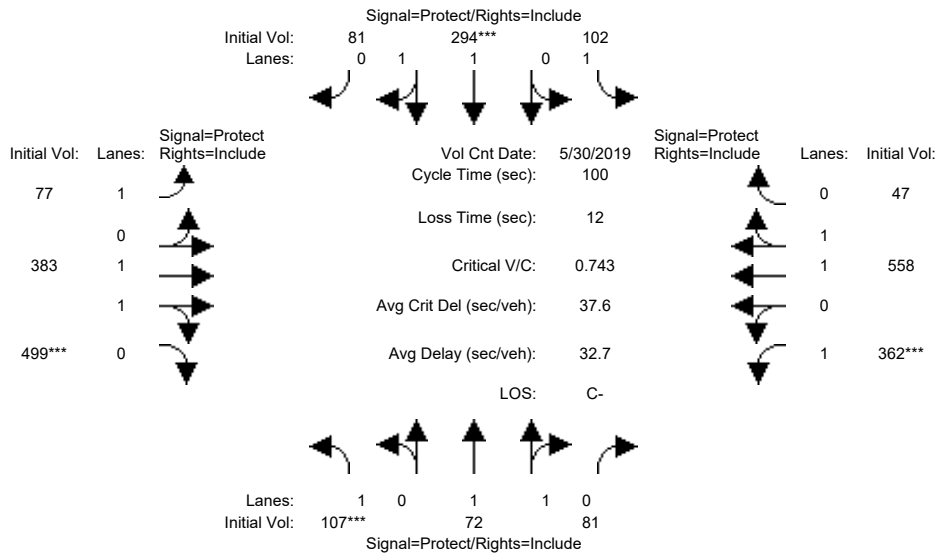 Signal=Protect/Rights=Include
Initial Vol: 81 294*** 102
Lanes: 0 1 1 0 1
Signal=Protect
Initial Vol: Lanes: Rights=Include
Vol Cnt Date: 5/30/2019
Signal=Protect
Rights=Include Lanes: Initial Vol:
Cycle Time (sec): 100
77 1
0 47
Loss Time (sec): 12
0
1
383 1
Critical V/C: 0.743
1 558
1
Avg Crit Del (sec/veh): 37.6
0
499*** 0
Avg Delay (sec/veh): 32.7
1 362***
LOS: C-
Lanes: 1 0 1 1 0
Initial Vol: 107*** 72 81
Signal=Protect/Rights=Include